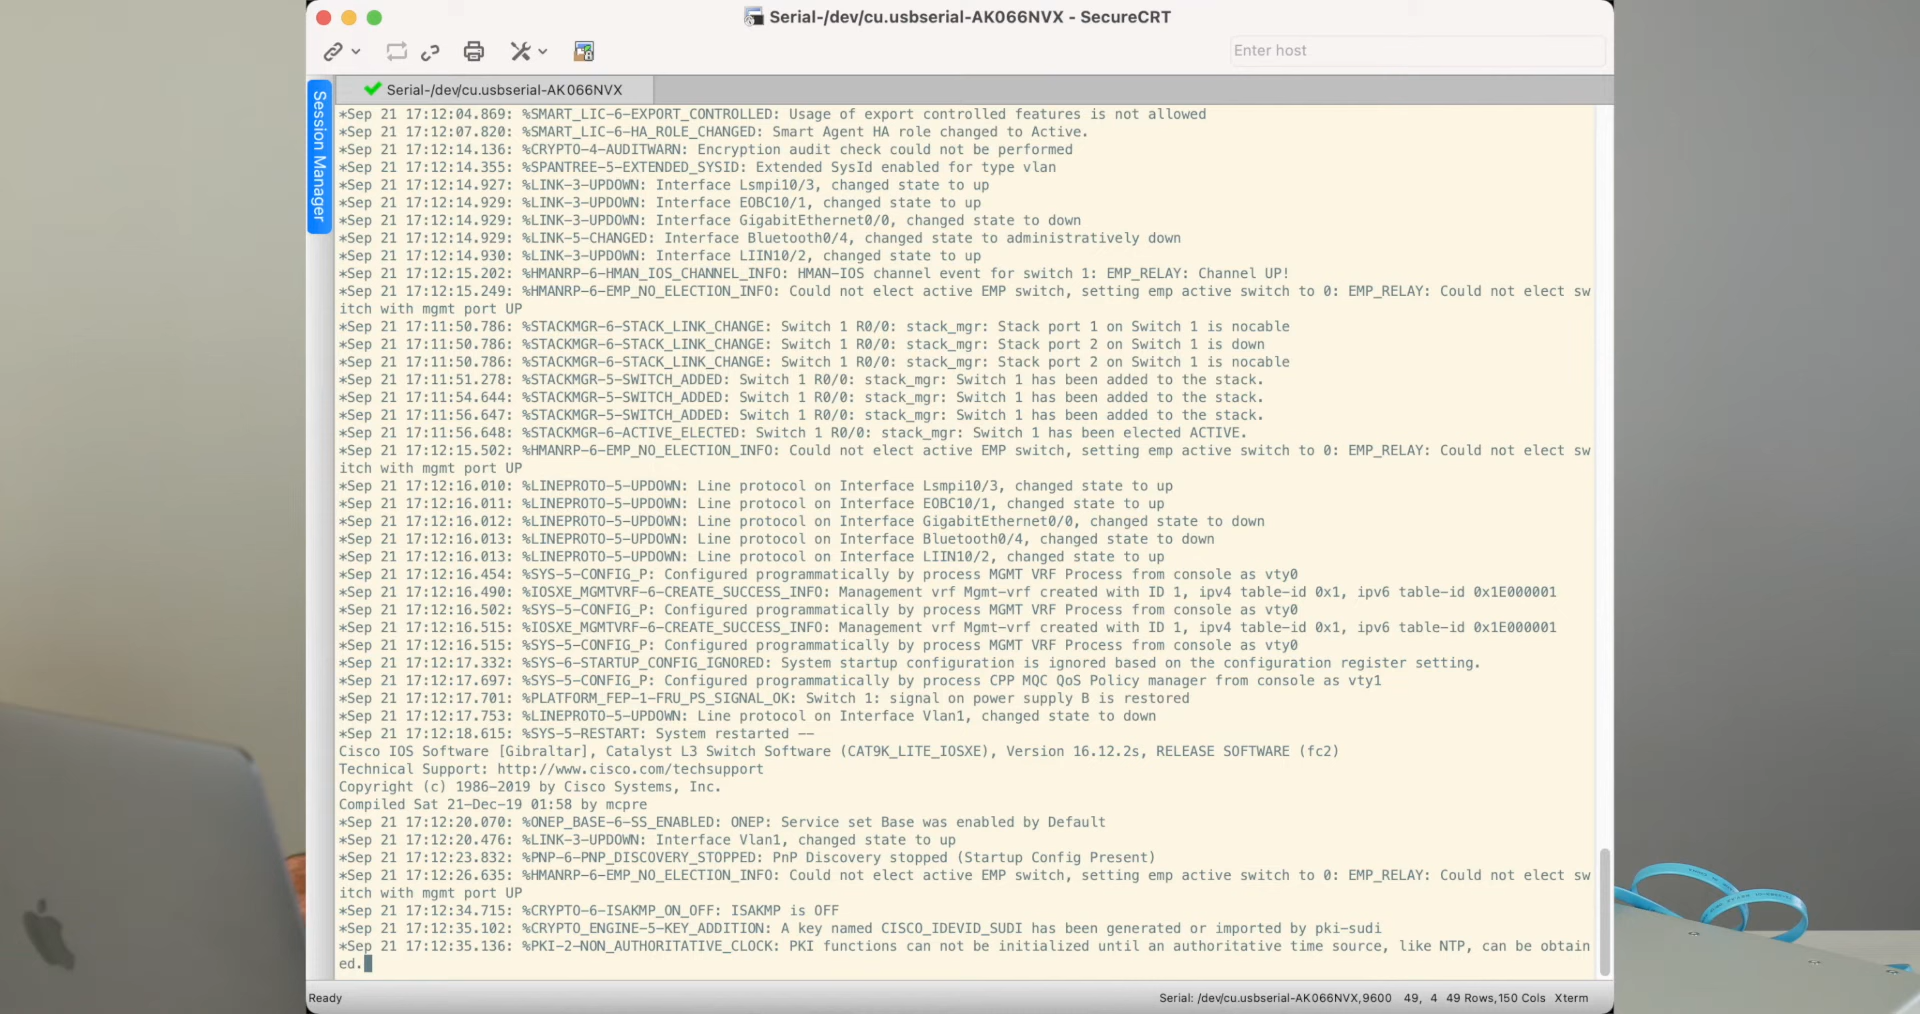 Serial-/dev/cu.usbserial-AK066NVX - SecureCRT
Enter host
Session Manager
Serial-/dev/cu.usbserial-AK066NVX
*Sep 21 17:12:04.869: %SMART_LIC-6-EXPORT_CONTROLLED: Usage of export controlled features is not allowed
*Sep 21 17:12:07.820: %SMART_LIC-6-HA_ROLE_CHANGED: Smart Agent HA role changed to Active.
*Sep 21 17:12:14.136: %CRYPTO-4-AUDITWARN: Encryption audit check could not be performed
*Sep 21 17:12:14.355: %SPANTREE-5-EXTENDED_SYSID: Extended SysId enabled for type vlan
*Sep 21 17:12:14.927: %LINK-3-UPDOWN: Interface Lsmpi10/3, changed state to up
*Sep 21 17:12:14.929: %LINK-3-UPDOWN: Interface EOBC10/1, changed state to up
*Sep 21 17:12:14.929: %LINK-3-UPDOWN: Interface GigabitEthernet0/0, changed state to down
*Sep 21 17:12:14.929: %LINK-5-CHANGED: Interface Bluetooth0/4, changed state to administratively down
*Sep 21 17:12:14.930: %LINK-3-UPDOWN: Interface LIIN10/2, changed state to up
*Sep 21 17:12:15.202: %HMANRP-6-HMAN_IOS_CHANNEL_INFO: HMAN-IOS channel event for switch 1: EMP_RELAY: Channel UP!
*Sep 21 17:12:15.249: %HMANRP-6-EMP_NO_ELECTION_INFO: Could not elect active EMP switch, setting emp active switch to 0: EMP_RELAY: Could not elect sw
itch with mgmt port UP
*Sep 21 17:11:50.786: %STACKMGR-6-STACK_LINK_CHANGE: Switch 1 R0/0: stack_mgr: Stack port 1 on Switch 1 is nocable
*Sep 21 17:11:50.786: %STACKMGR-6-STACK_LINK_CHANGE: Switch 1 R0/0: stack_mgr: Stack port 2 on Switch 1 is down
*Sep 21 17:11:50.786: %STACKMGR-6-STACK_LINK_CHANGE: Switch 1 R0/0: stack_mgr: Stack port 2 on Switch 1 is nocable
*Sep 21 17:11:51.278: %STACKMGR-5-SWITCH_ADDED: Switch 1 R0/0: stack_mgr: Switch 1 has been added to the stack.
*Sep 21 17:11:54.644: %STACKMGR-5-SWITCH_ADDED: Switch 1 R0/0: stack_mgr: Switch 1 has been added to the stack.
*Sep 21 17:11:56.647: %STACKMGR-5-SWITCH_ADDED: Switch 1 R0/0: stack_mgr: Switch 1 has been added to the stack.
*Sep 21 17:11:56.648: %STACKMGR-6-ACTIVE_ELECTED: Switch 1 R0/0: stack_mgr: Switch 1 has been elected ACTIVE.
*Sep 21 17:12:15.502: %HMANRP-6-EMP_NO_ELECTION_INFO: Could not elect active EMP switch, setting emp active switch to 0: EMP_RELAY: Could not elect sw
itch with mgmt port UP
*Sep 21 17:12:16.010: %LINEPROTO-5-UPDOWN: Line protocol on Interface Lsmpi10/3, changed state to up
*Sep 21 17:12:16.011: %LINEPROTO-5-UPDOWN: Line protocol on Interface EOBC10/1, changed state to up
*Sep 21 17:12:16.012: %LINEPROTO-5-UPDOWN: Line protocol on Interface GigabitEthernet0/0, changed state to down
*Sep 21 17:12:16.013: %LINEPROTO-5-UPDOWN: Line protocol on Interface Bluetooth0/4, changed state to down
*Sep 21 17:12:16.013: %LINEPROTO-5-UPDOWN: Line protocol on Interface LIIN10/2, changed state to up
*Sep 21 17:12:16.454: %SYS-5-CONFIG_P: Configured programmatically by process MGMT VRF Process from console as vty0
*Sep 21 17:12:16.490: %IOSXE_MGMTVRF-6-CREATE_SUCCESS_INFO: Management vrf Mgmt-vrf created with ID 1, ipv4 table-id 0x1, ipv6 table-id 0x1E000001
*Sep 21 17:12:16.502: %SYS-5-CONFIG_P: Configured programmatically by process MGMT VRF Process from console as vty0
*Sep 21 17:12:16.515: %IOSXE_MGMTVRF-6-CREATE_SUCCESS_INFO: Management vrf Mgmt-vrf created with ID 1, ipv4 table-id 0x1, ipv6 table-id 0x1E000001
*Sep 21 17:12:16.515: %SYS-5-CONFIG_P: Configured programmatically by process MGMT VRF Process from console as vty0
*Sep 21 17:12:17.332: %SYS-6-STARTUP_CONFIG_IGNORED: System startup configuration is ignored based on the configuration register setting.
*Sep 21 17:12:17.697: %SYS-5-CONFIG_P: Configured programmatically by process CPP MQC QoS Policy manager from console as vty1
*Sep 21 17:12:17.701: %PLATFORM_FEP-1-FRU_PS_SIGNAL_OK: Switch 1: signal on power supply B is restored
*Sep 21 17:12:17.753: %LINEPROTO-5-UPDOWN: Line protocol on Interface Vlan1, changed state to down
*Sep 21 17:12:18.615: %SYS-5-RESTART: System restarted --
Cisco IOS Software [Gibraltar], Catalyst L3 Switch Software (CAT9K_LITE_IOSXE), Version 16.12.2s, RELEASE SOFTWARE (fc2)
Technical Support: http://www.cisco.com/techsupport
Copyright (c) 1986-2019 by Cisco Systems, Inc.
Compiled Sat 21-Dec-19 01:58 by mcpre
*Sep 21 17:12:20.070: %ONEP_BASE-6-SS_ENABLED: ONEP: Service set Base was enabled by Default
*Sep 21 17:12:20.476: %LINK-3-UPDOWN: Interface Vlan1, changed state to up
*Sep 21 17:12:23.832: %PNP-6-PNP_DISCOVERY_STOPPED: PnP Discovery stopped (Startup Config Present)
*Sep 21 17:12:26.635: %HMANRP-6-EMP_NO_ELECTION_INFO: Could not elect active EMP switch, setting emp active switch to 0: EMP_RELAY: Could not elect sw
itch with mgmt port UP
*Sep 21 17:12:34.715: %CRYPTO-6-ISAKMP_ON_OFF: ISAKMP is OFF
*Sep 21 17:12:35.102: %CRYPTO_ENGINE-5-KEY_ADDITION: A key named CISCO_IDEVID_SUDI has been generated or imported by pki-sudi
*Sep 21 17:12:35.136: %PKI-2-NON_AUTHORITATIVE_CLOCK: PKI functions can not be initialized until an authoritative time source, like NTP, can be obtain
ed.
Ready
Serial: /dev/cu.usbserial-AK066NVX,9600 49, 4 49 Rows,150 Cols Xterm